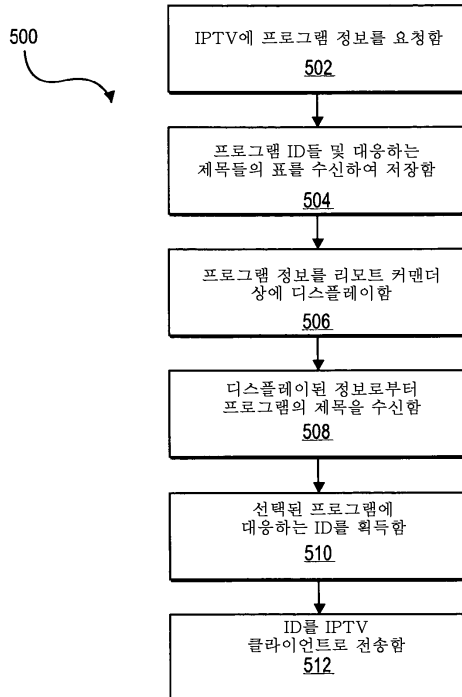 500
IPTV에 프로그램 정보를 요청함
502
프로그램 ID들 및 대응하는
제목들의 표를 수신하여 저장함
504
프로그램 정보를 리모트 커맨더
상에 디스플레이함
506
디스플레이된 정보로부터
프로그램의 제목을 수신함
508
선택된 프로그램에
대응하는 ID를 획득함
510
ID를 IPTV
클라이언트로 전송함
512